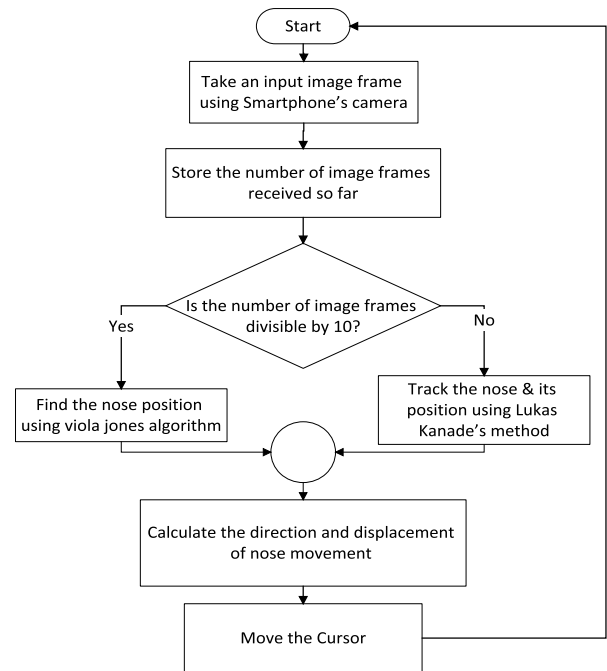 Start
Take an input image frame
using Smartphone's camera
Store the number of image frames
received so far
Is the number of image frames
divisible by 10?
Yes
No
Find the nose position
using viola jones algorithm
Track the nose & its
position using Lukas
Kanade's method
Calculate the direction and displacement
of nose movement
Move the Cursor